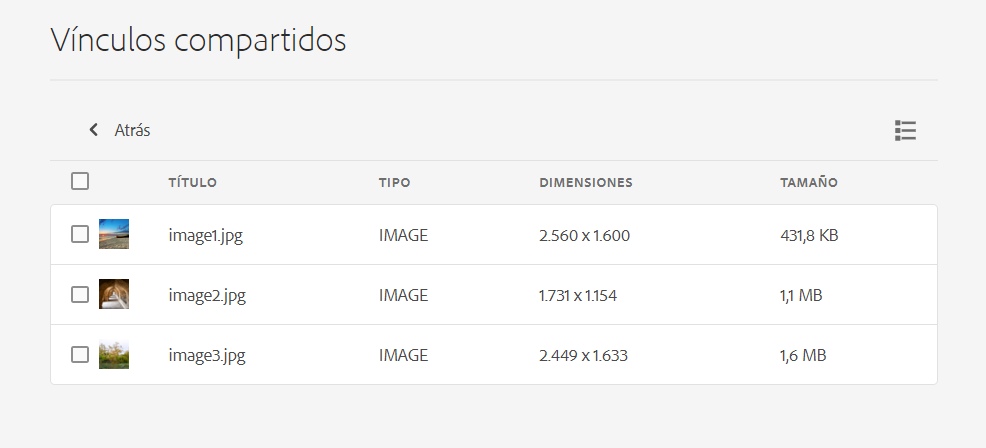 Vínculos compartidos
Atrás
TÍTULO TIPO DIMENSIONES TAMAÑO
image1.jpg IMAGE 2.560 x 1.600 431,8 KB
image2.jpg IMAGE 1.731 x 1.154 1,1 MB
image3.jpg IMAGE 2.449 x 1.633 1,6 MB